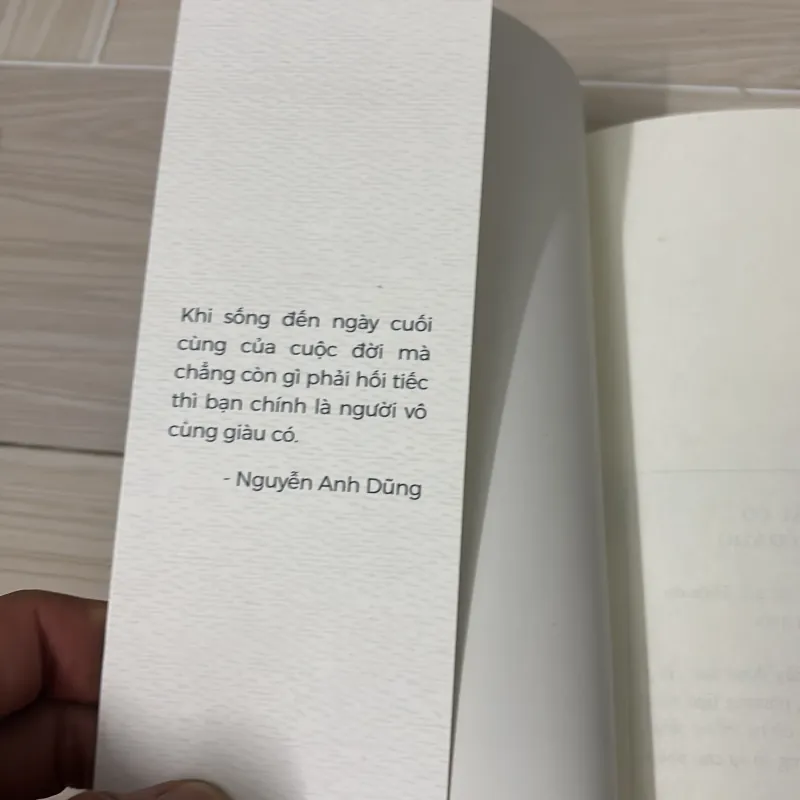 Khi sống đến ngày cuối
cùng của cuộc đời mà
chẳng còn gì phải hối tiếc
thì bạn chính là người vô
cùng giàu có.
- Nguyễn Anh Dũng